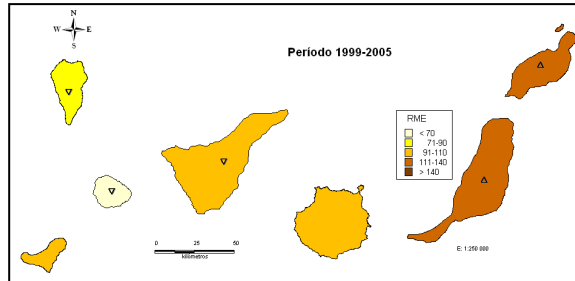 N
W E
S
Período 1999-2005
RME
< 70
71-90
91-110
111-140
> 140
0 25 50
kilómetros
E: 1:250.000